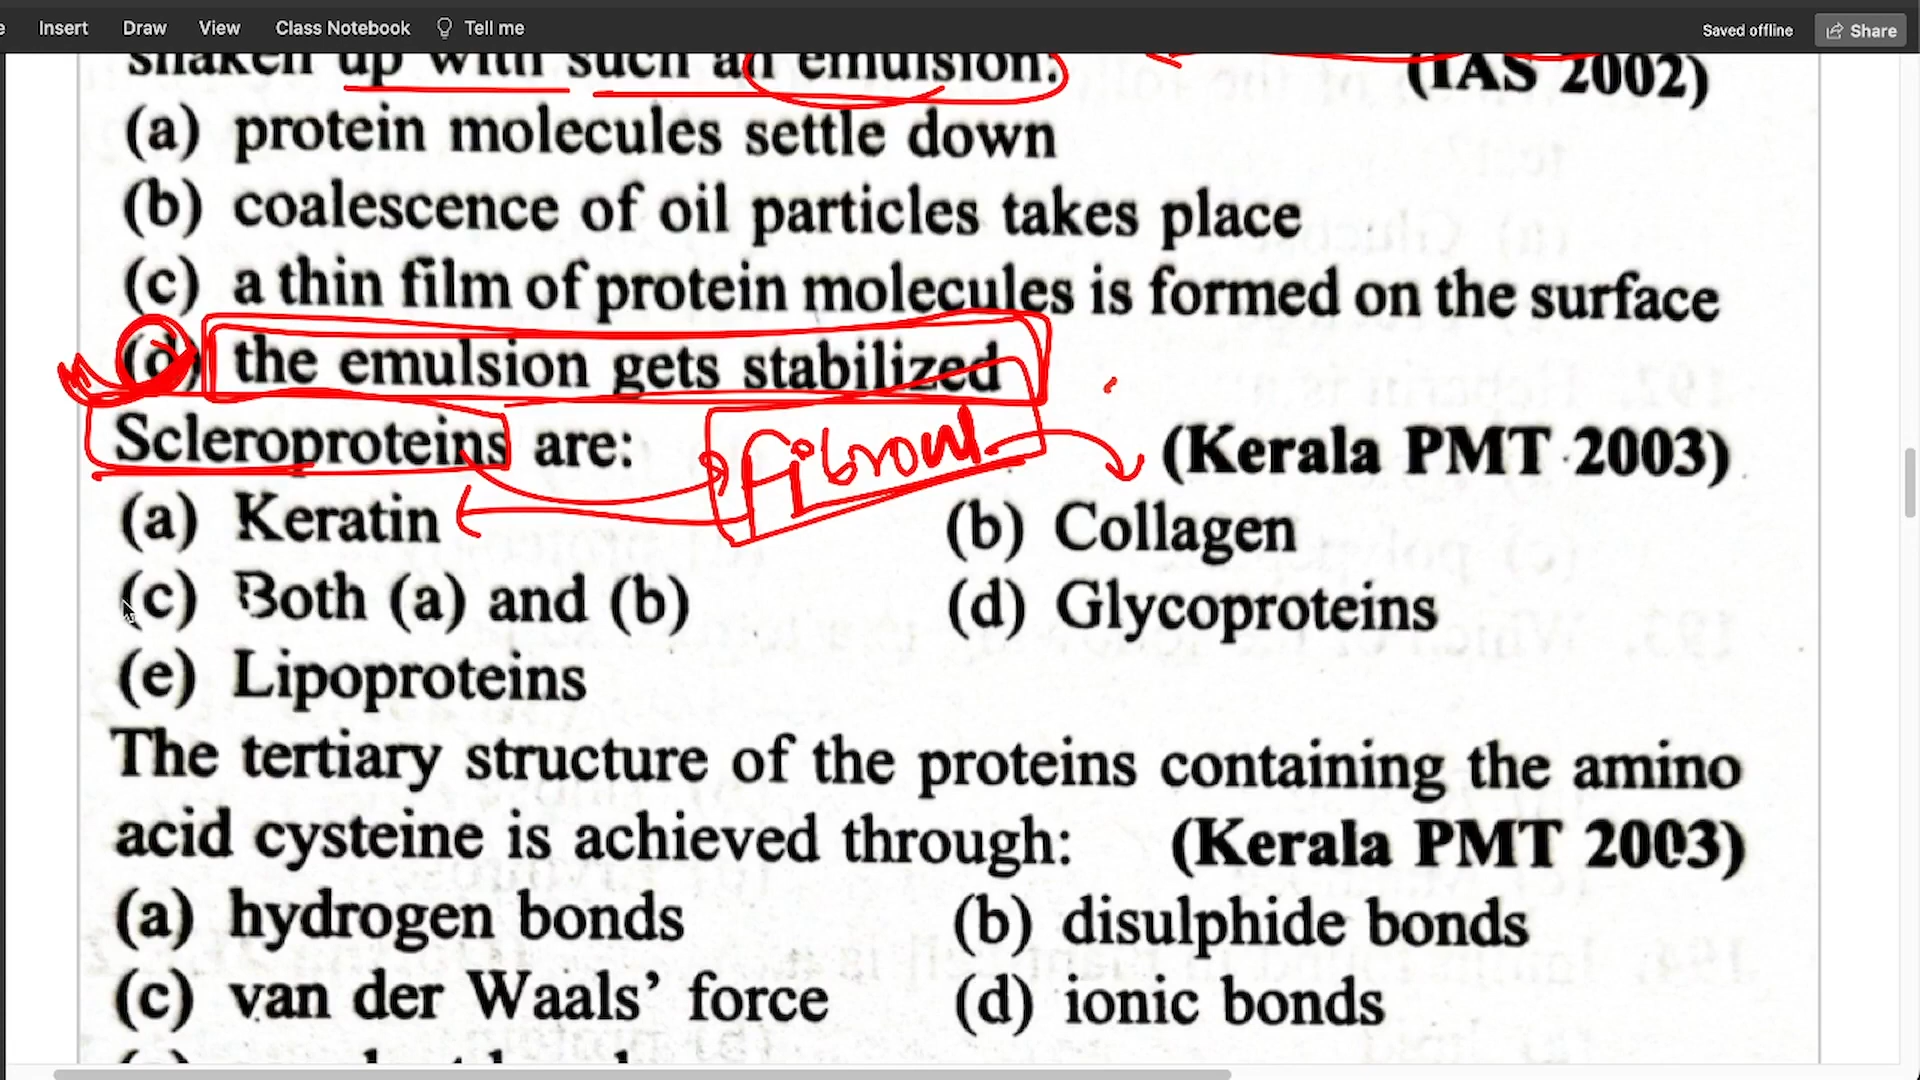 Insert Draw View Class Notebook Tell me Saved offline Share
shaken up with such an emulsion. (IAS 2002)
(a) protein molecules settle down
(b) coalescence of oil particles takes place
(c) a thin film of protein molecules is formed on the surface
(d) the emulsion gets stabilized
Scleroproteins are: fibrous (Kerala PMT 2003)
(a) Keratin (b) Collagen
(c) Both (a) and (b) (d) Glycoproteins
(e) Lipoproteins
The tertiary structure of the proteins containing the amino
acid cysteine is achieved through: (Kerala PMT 2003)
(a) hydrogen bonds (b) disulphide bonds
(c) van der Waals' force (d) ionic bonds